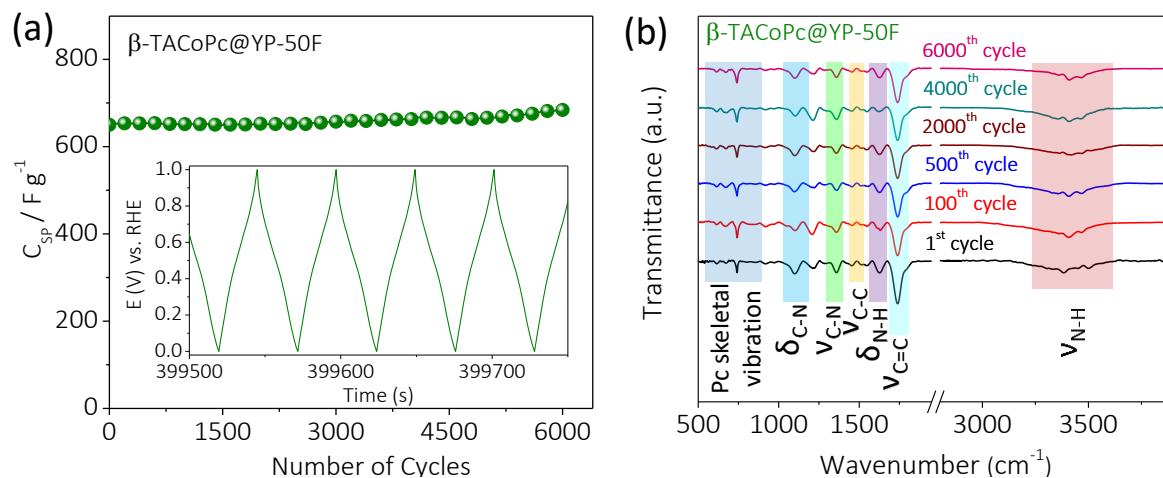 (a)
β-TACoPc@YP-50F
C_SP / F g^-1
800
600
400
200
0
0 1500 3000 4500 6000
Number of Cycles
E (V) vs. RHE
1.0
0.8
0.6
0.4
0.2
0.0
399500 399600 399700
Time (s)
(b)
β-TACoPc@YP-50F
Transmittance (a.u.)
6000th cycle
4000th cycle
2000th cycle
500th cycle
100th cycle
1st cycle
Pc skeletal
vibration
δC-N
νC-N
νC-C
δN-H
νC=C
νN-H
500 1000 1500 3000 3500
Wavenumber (cm^-1)